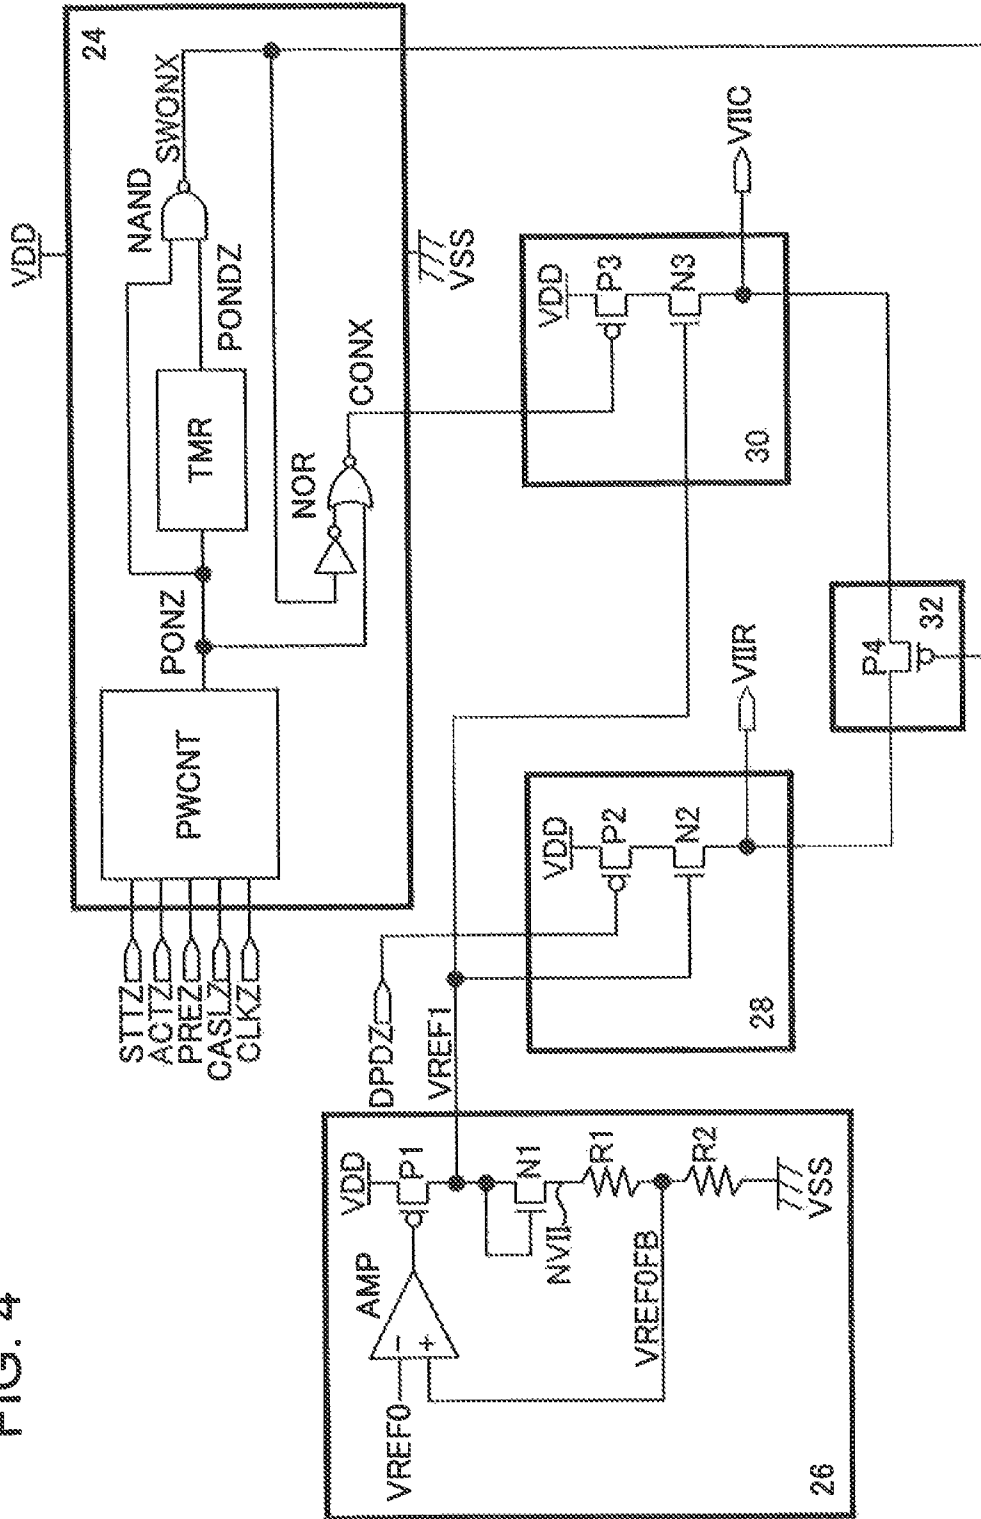 FIG. 4
24
VDD
VSS
STTZ
ACTZ
PREZ
CASLZ
CLKZ
PWCNT
PONZ
TMR
PONDZ
NAND
SWONX
NOR
CONX
26
VREF0
AMP
−
+
VDD
P1
N1
NVII
R1
R2
VREF0FB
VSS
DPDZ
VREF1
28
VDD
P2
N2
VIIR
30
VDD
P3
N3
VIIC
32
P4